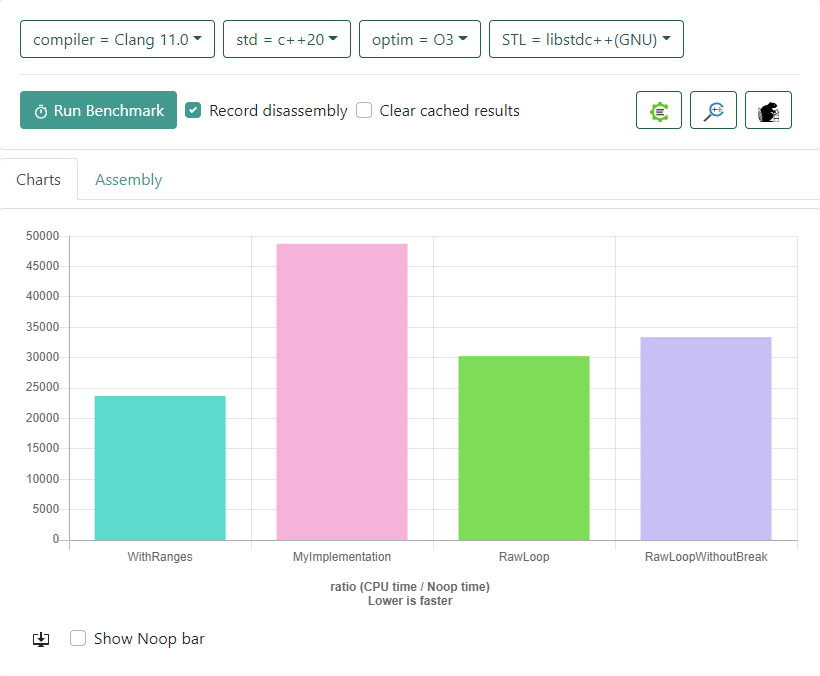 compiler = Clang 11.0 std = c++20 optim = O3 STL = libstdc++(GNU)
Run Benchmark Record disassembly Clear cached results
Charts Assembly
50000
45000
40000
35000
30000
25000
20000
15000
10000
5000
0
WithRanges MyImplementation RawLoop RawLoopWithoutBreak
ratio (CPU time / Noop time)
Lower is faster
Show Noop bar